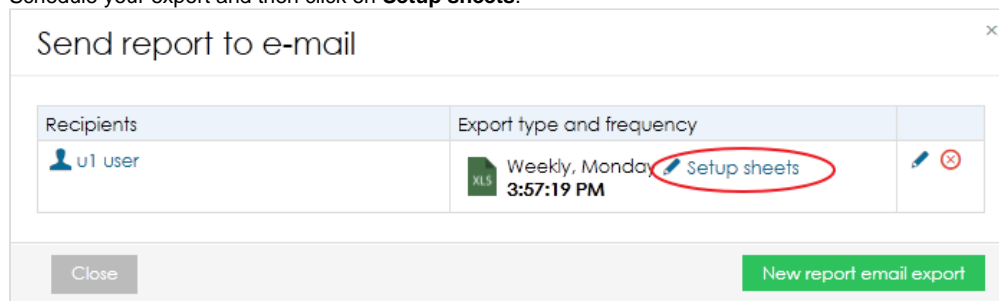 Schedule your export and then click on Setup sheets.
Send report to e-mail
×
Recipients
Export type and frequency
u1 user
XLS
Weekly, Monday
Setup sheets
3:57:19 PM
Close
New report email export